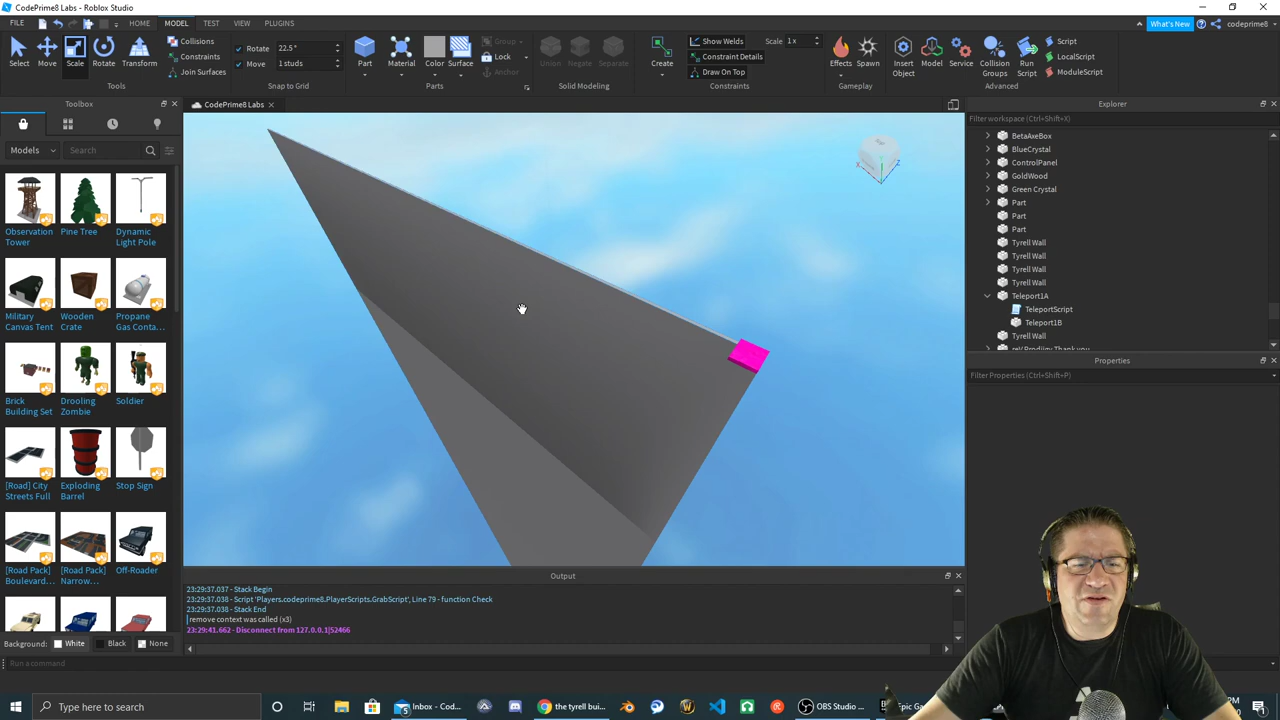 CodePrime8 Labs - Roblox Studio
FILE HOME MODEL TEST VIEW PLUGINS What's New codeprime8
Select Move Scale Rotate Transform
Collisions
Constraints
Join Surfaces
Tools
Rotate 22.5°
Move 1 studs
Snap to Grid
Part Material Color Surface
Group
Lock
Anchor
Parts
Union Negate Separate
Solid Modeling
Create
Show Welds
Constraint Details
Draw On Top
Scale 1 x
Constraints
Effects Spawn
Gameplay
Insert Object
Model Service
Collision Groups
Run Script
Script
LocalScript
ModuleScript
Advanced
Toolbox
Models Search
Observation Tower
Pine Tree
Dynamic Light Pole
Military Canvas Tent
Wooden Crate
Propane Gas Conta...
Brick Building Set
Drooling Zombie
Soldier
[Road] City Streets Full
Exploding Barrel
Stop Sign
[Road Pack] Boulevard...
[Road Pack] Narrow...
Off-Roader
Background: White Black None
CodePrime8 Labs
Explorer
Filter workspace (Ctrl+Shift+X)
BetaAxeBox
BlueCrystal
ControlPanel
GoldWood
Green Crystal
Part
Part
Part
Tyrell Wall
Tyrell Wall
Tyrell Wall
Tyrell Wall
Teleport1A
TeleportScript
Teleport1B
Tyrell Wall
reV Prodiigy Thank you
Properties
Filter Properties (Ctrl+Shift+P)
Output
23:29:37.037 - Stack Begin
23:29:37.038 - Script 'Players.codeprime8.PlayerScripts.GrabScript', Line 79 - function Check
23:29:37.038 - Stack End
remove context was called (x3)
23:29:41.662 - Disconnect from 127.0.0.1|52466
Run a command
Type here to search
Inbox - Cod...
the tyrell bui...
OBS Studio ...
Epic